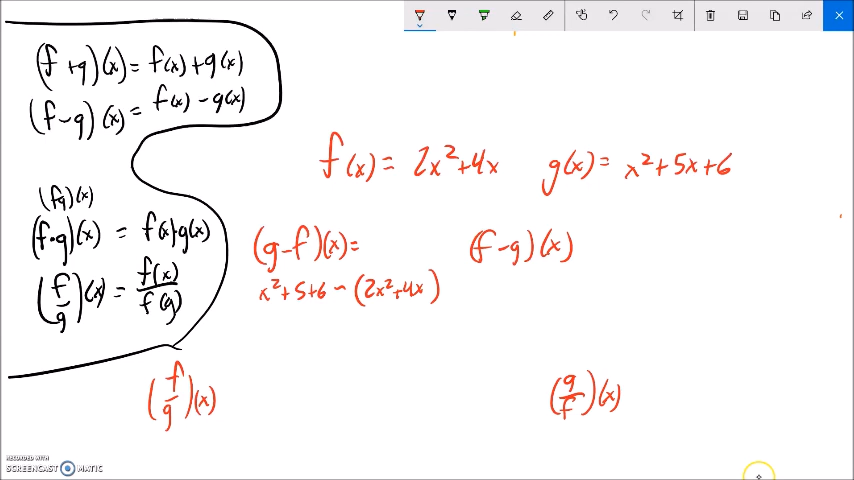 (f+g)(x) = f(x)+g(x)
(f-g)(x) = f(x)-g(x)
(fg)(x)
(f·g)(x) = f(x)·g(x)
(f/g)(x) = f(x)/f(g)
f(x) = 2x²+4x g(x) = x²+5x+6
(g-f)(x) = (f-g)(x)
x²+5+6 - (2x²+4x)
(f/g)(x) (g/f)(x)
RECORDED WITH
SCREENCAST MATIC